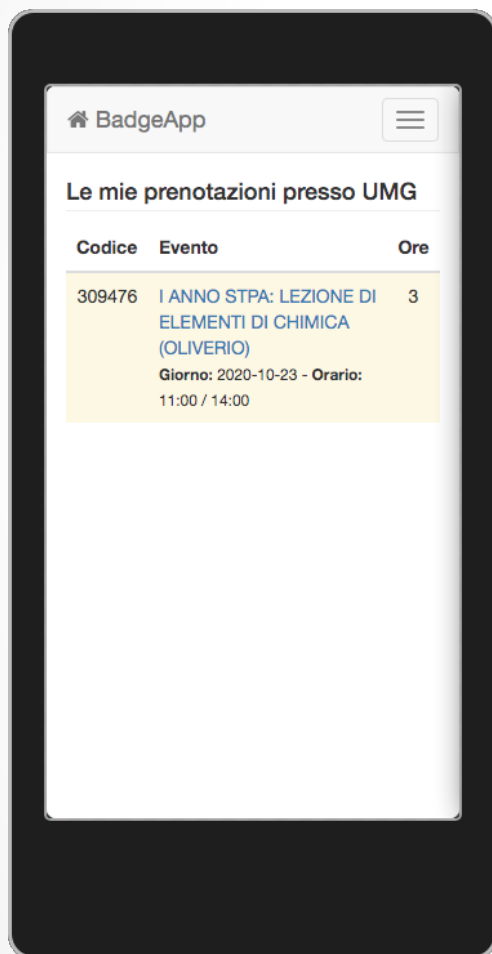 BadgeApp
Le mie prenotazioni presso UMG
Codice Evento Ore
309476 I ANNO STPA: LEZIONE DI 3
ELEMENTI DI CHIMICA
(OLIVERIO)
Giorno: 2020-10-23 - Orario:
11:00 / 14:00